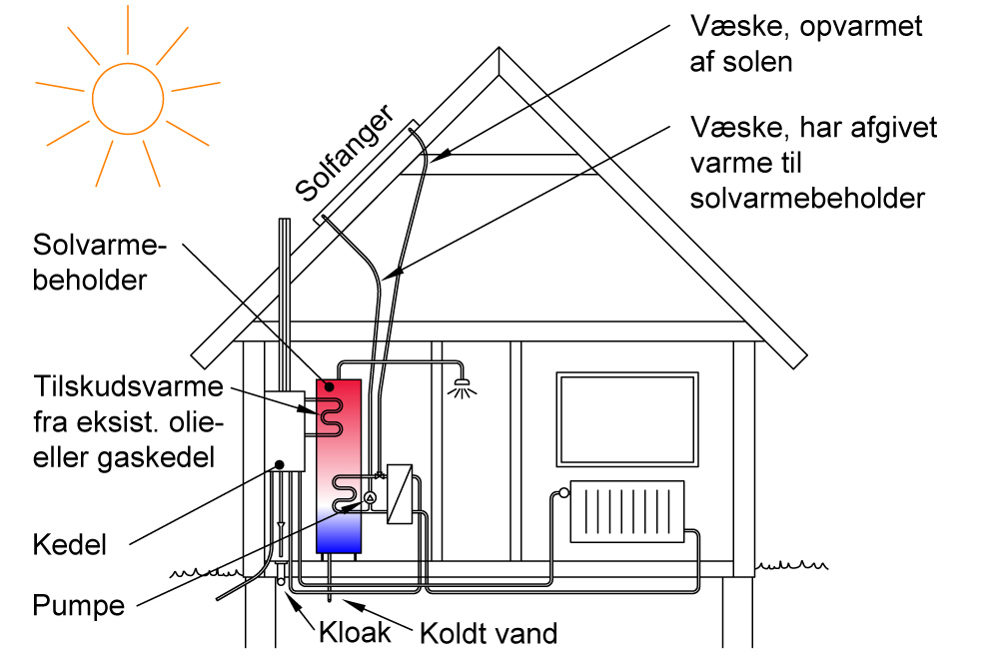 Væske, opvarmet
af solen
Væske, har afgivet
varme til
solvarmebeholder
Solfanger
Solvarme-
beholder
Tilskudsvarme
fra eksist. olie-
eller gaskedel
Kedel
Pumpe
Kloak
Koldt vand